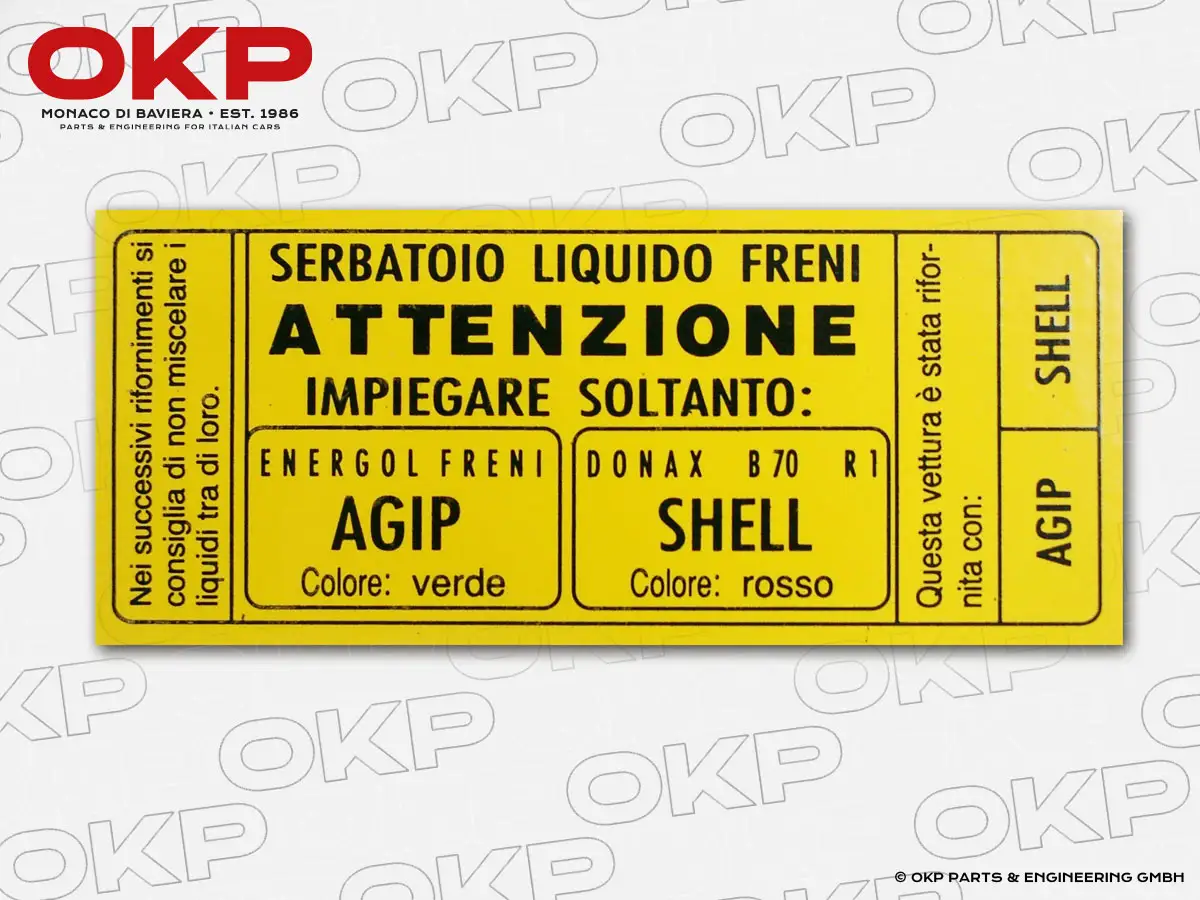 OKP
MONACO DI BAVIERA • EST. 1986
PARTS & ENGINEERING FOR ITALIAN CARS
Nei successivi rifornimenti si
consiglia di non miscelare i
liquidi tra di loro.
SERBATOIO LIQUIDO FRENI
ATTENZIONE
IMPIEGARE SOLTANTO:
ENERGOL FRENI
AGIP
Colore: verde
DONAX B 70 R 1
SHELL
Colore: rosso
Questa vettura è stata rifor-
nita con:
SHELL
AGIP
© OKP PARTS & ENGINEERING GMBH